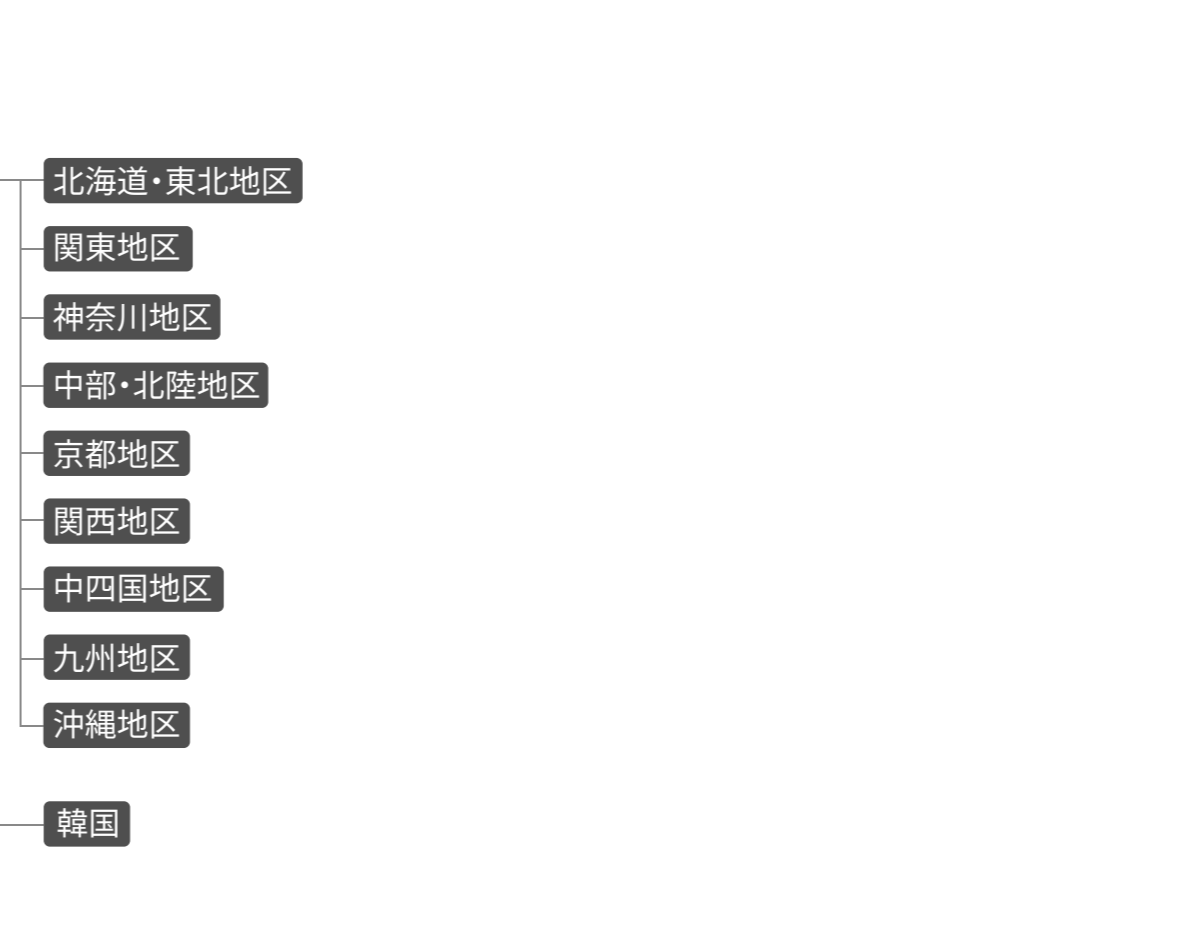 北海道・東北地区
関東地区
神奈川地区
中部・北陸地区
京都地区
関西地区
中四国地区
九州地区
沖縄地区
韓国